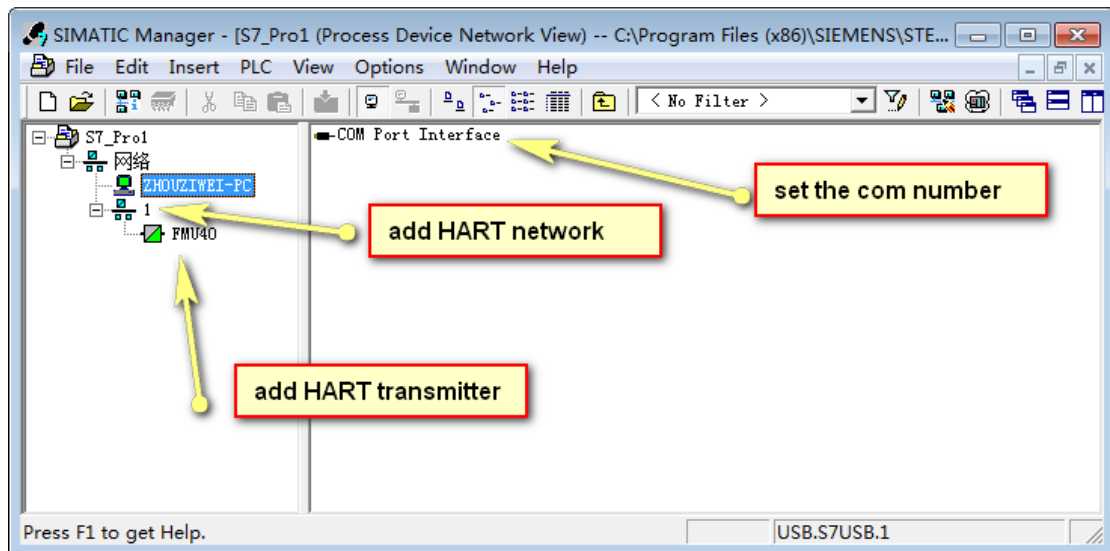 SIMATIC Manager - [S7_Pro1 (Process Device Network View) -- C:\Program Files (x86)\SIEMENS\STE...
File Edit Insert PLC View Options Window Help
< No Filter >
S7_Pro1
网络
ZHOUZIWEI-PC
1
FMU40
COM Port Interface
set the com number
add HART network
add HART transmitter
Press F1 to get Help.
USB.S7USB.1